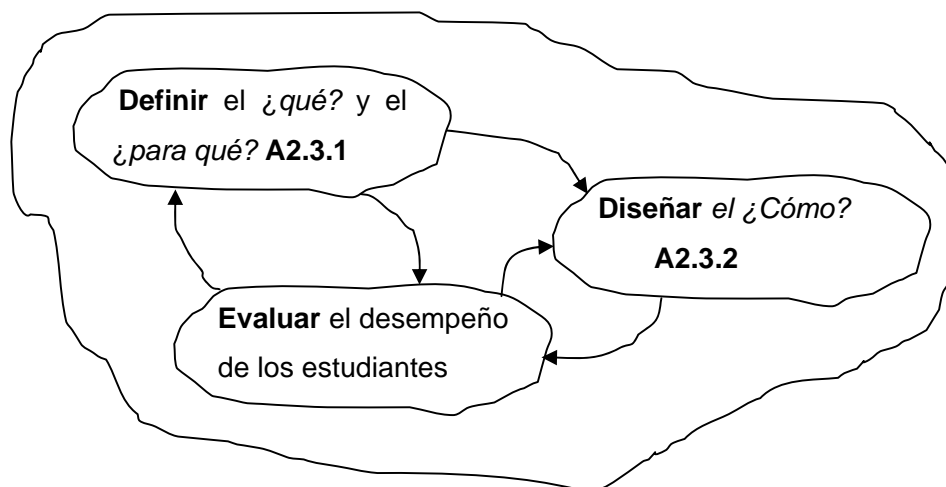 Definir el ¿qué? y el
¿para qué? A2.3.1
Diseñar el ¿Cómo?
A2.3.2
Evaluar el desempeño
de los estudiantes